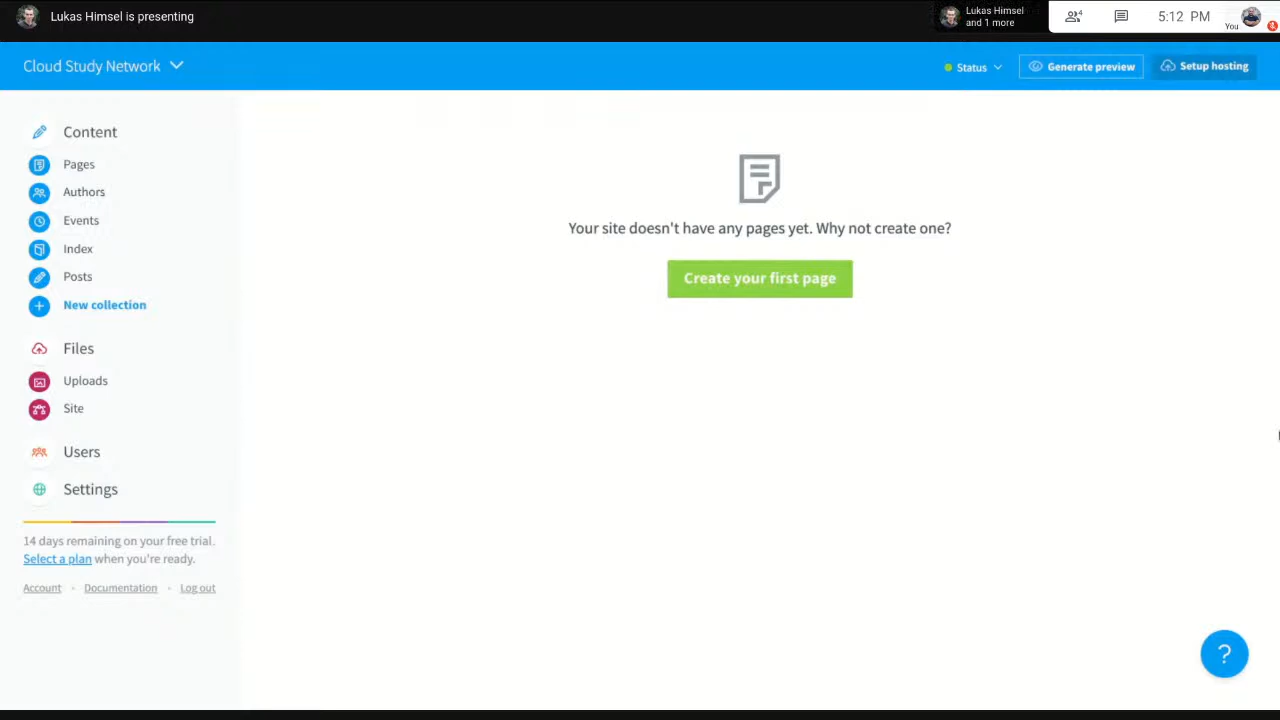 Lukas Himsel is presenting
Lukas Himsel
and 1 more
4
5:12 PM
You
Cloud Study Network
Status
Generate preview
Setup hosting
Content
Pages
Authors
Events
Index
Posts
New collection
Files
Uploads
Site
Users
Settings
14 days remaining on your free trial.
Select a plan when you're ready.
Account • Documentation • Log out
Your site doesn't have any pages yet. Why not create one?
Create your first page
?